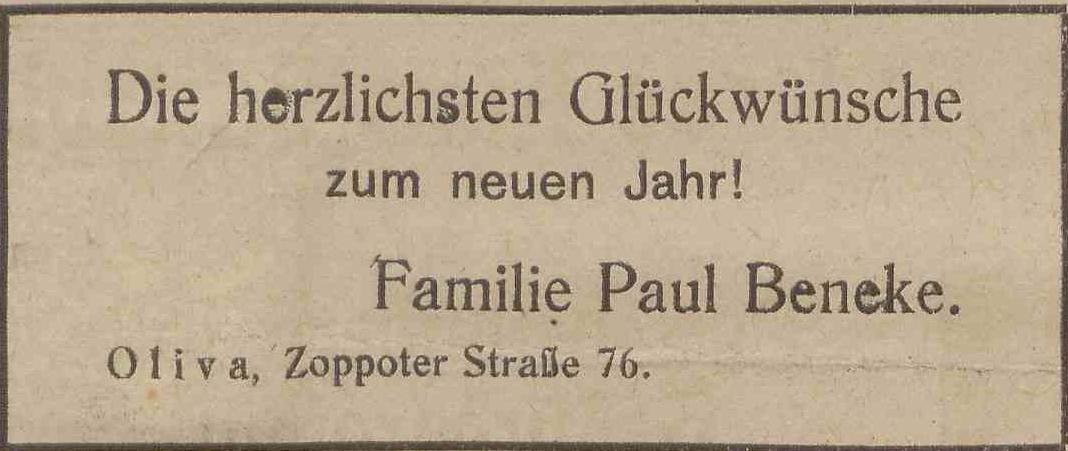 Die herzlichsten Glückwünsche
zum neuen Jahr!
Familie Paul Beneke.
Oliva, Zoppoter Straße 76.